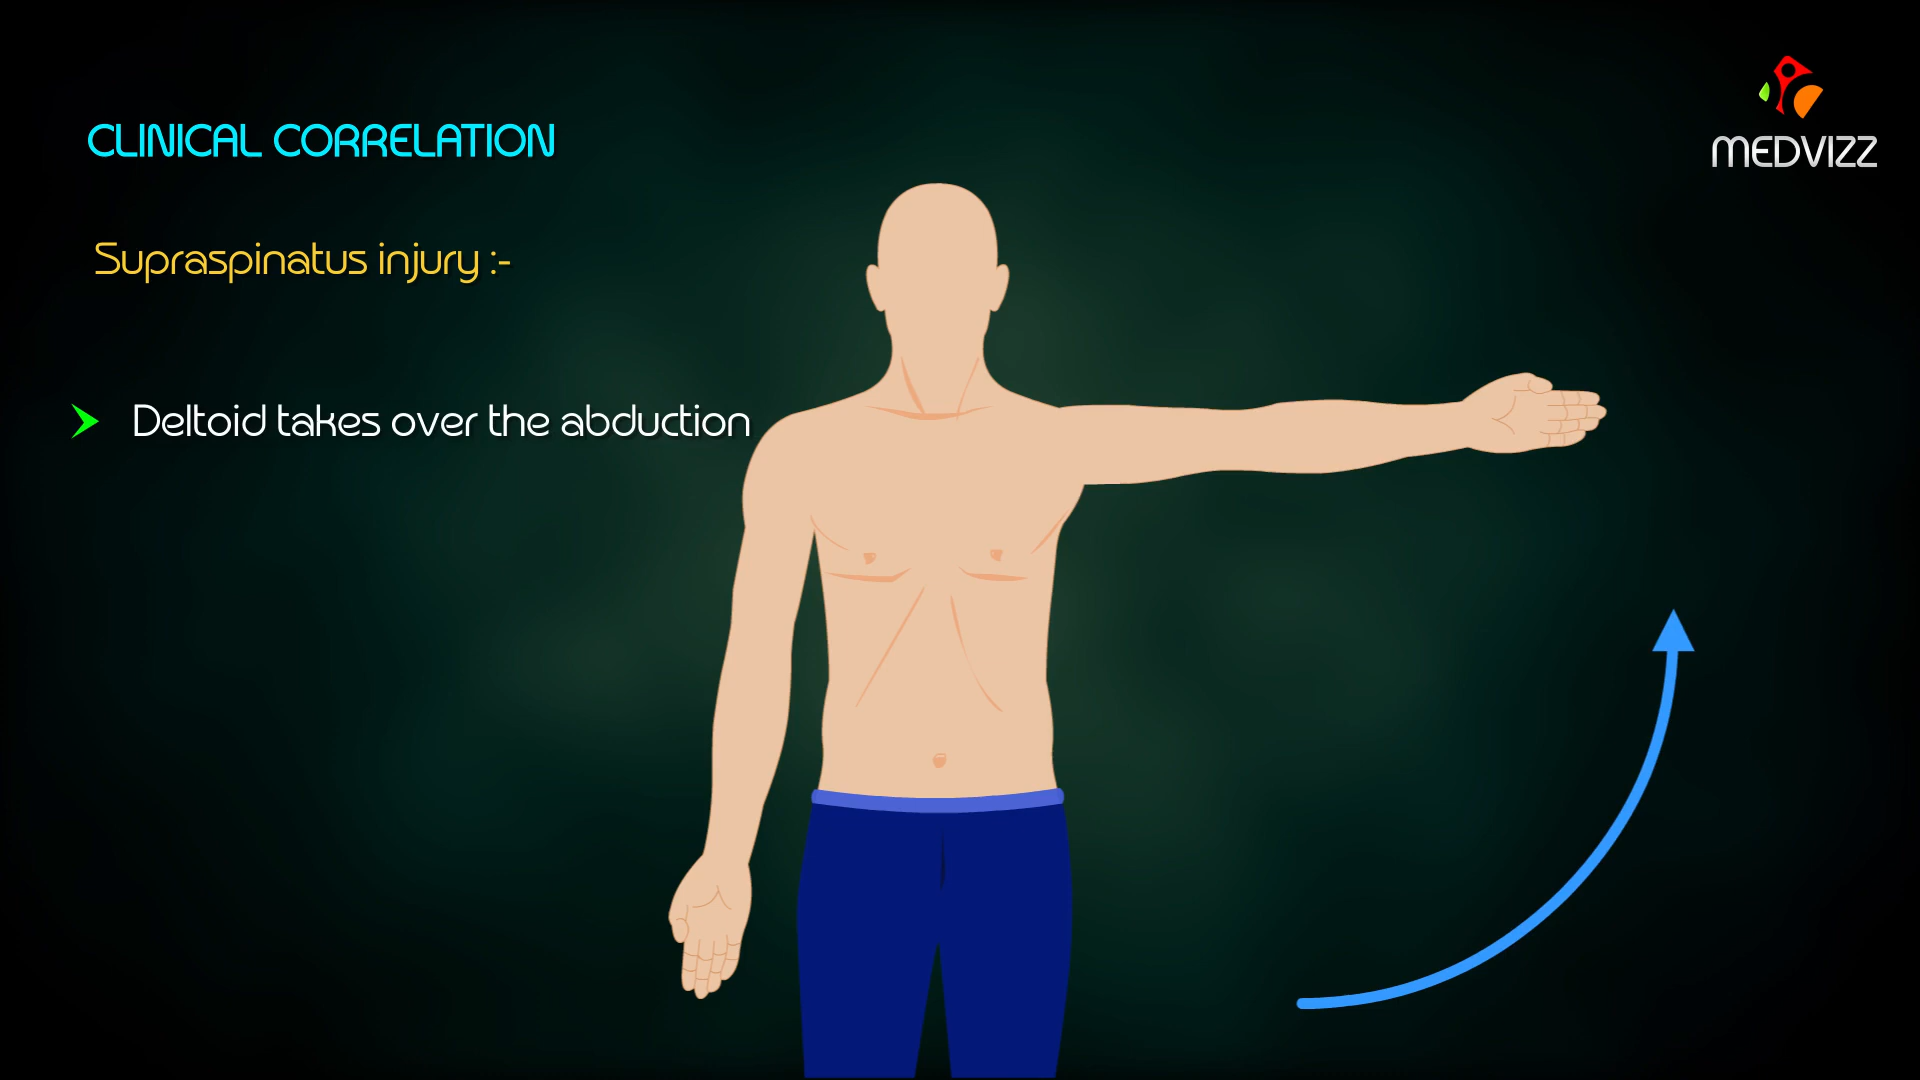 CLINICAL CORRELATION
MEDVIZZ
Supraspinatus injury :-
Deltoid takes over the abduction